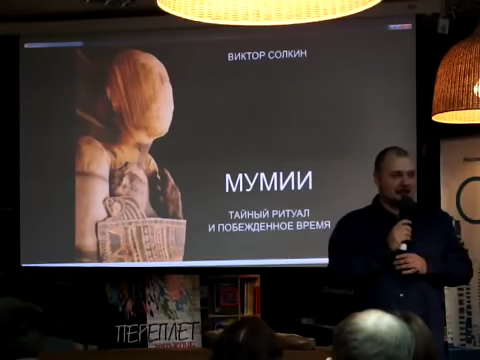 ВИКТОР СОЛКИН
МУМИИ
ТАЙНЫЙ РИТУАЛ
И ПОБЕЖДЕННОЕ ВРЕМЯ
ПЕРЕПЛЕТ